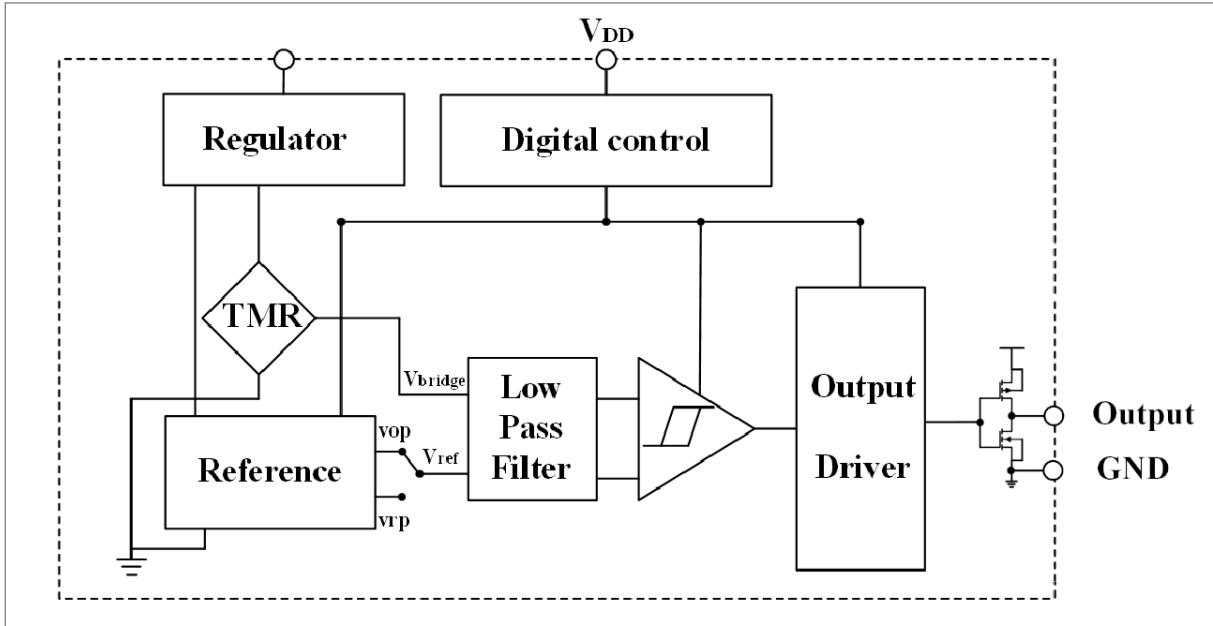 VDD
Regulator
Digital control
TMR
Vbridge
Low
Pass
Filter
Output
Driver
Output
GND
Reference
vop
Vref
vrp